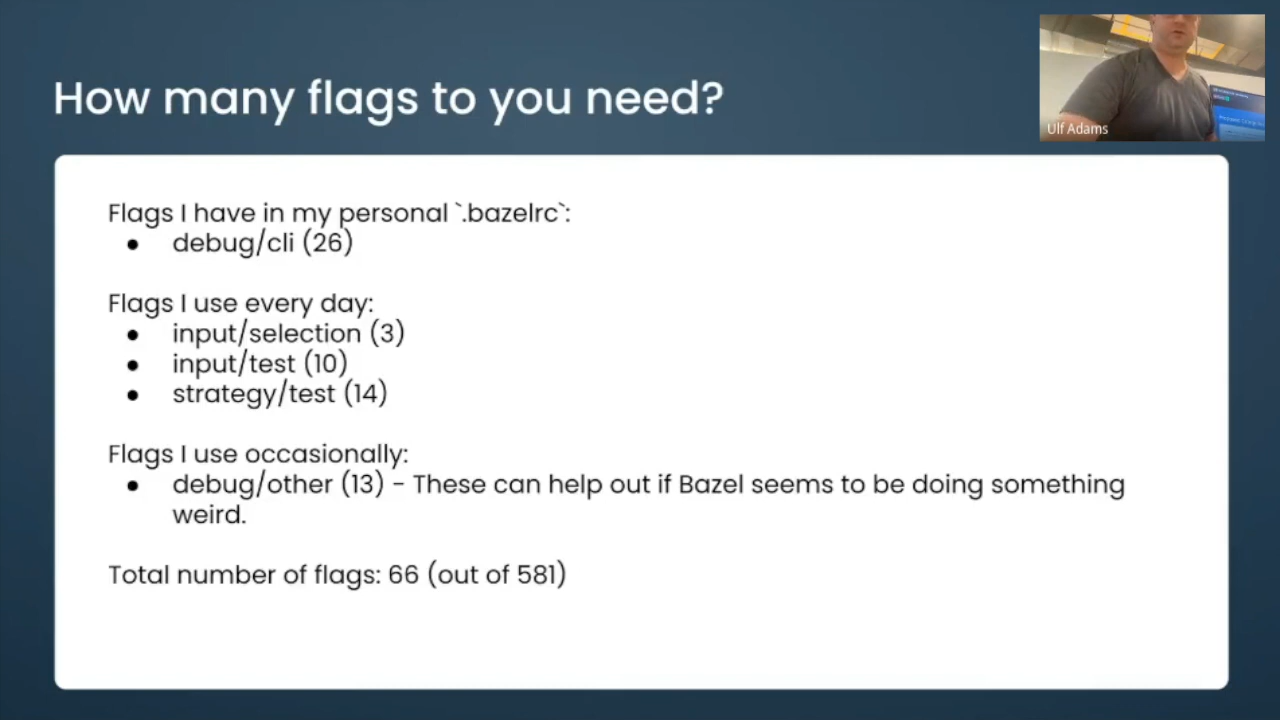 How many flags to you need?
Ulf Adams
Flags I have in my personal `.bazelrc`:
● debug/cli (26)
Flags I use every day:
● input/selection (3)
● input/test (10)
● strategy/test (14)
Flags I use occasionally:
● debug/other (13) - These can help out if Bazel seems to be doing something
weird.
Total number of flags: 66 (out of 581)